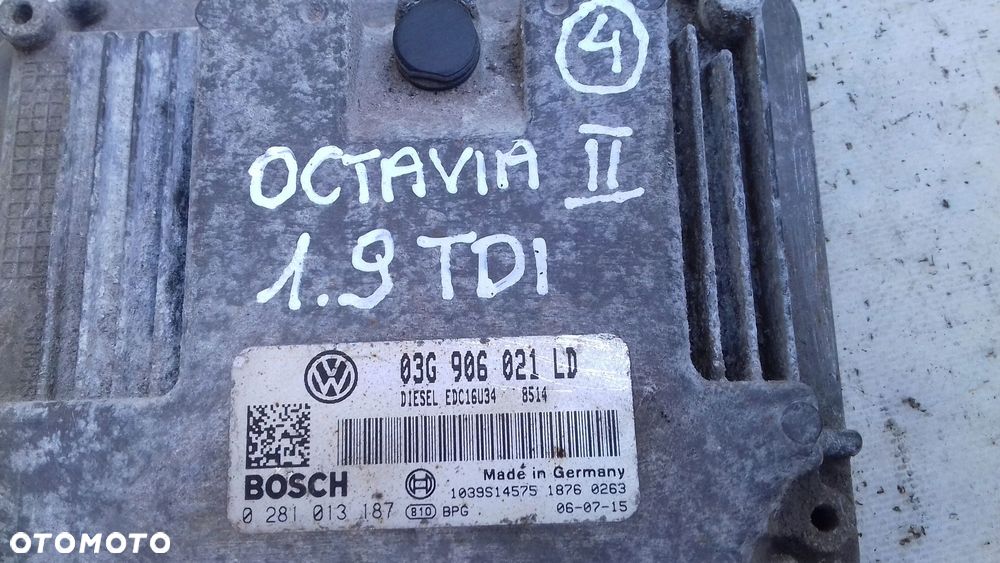 4
OCTAVIA II
1.9 TDI
03G 906 021 LD
DIESEL EDC16U34 8514
BOSCH
Made in Germany
1039S14575 1876 0263
0 281 013 187 810 BPG 06-07-15
OTOMOTO